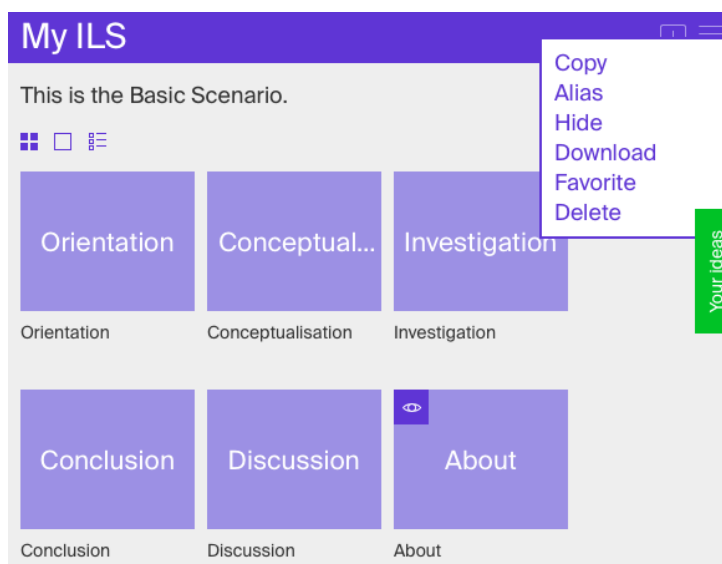 My ILS
This is the Basic Scenario.
Copy
Alias
Hide
Download
Favorite
Delete
Your ideas
Orientation
Conceptual...
Investigation
Orientation
Conceptualisation
Investigation
Conclusion
Discussion
About
Conclusion
Discussion
About